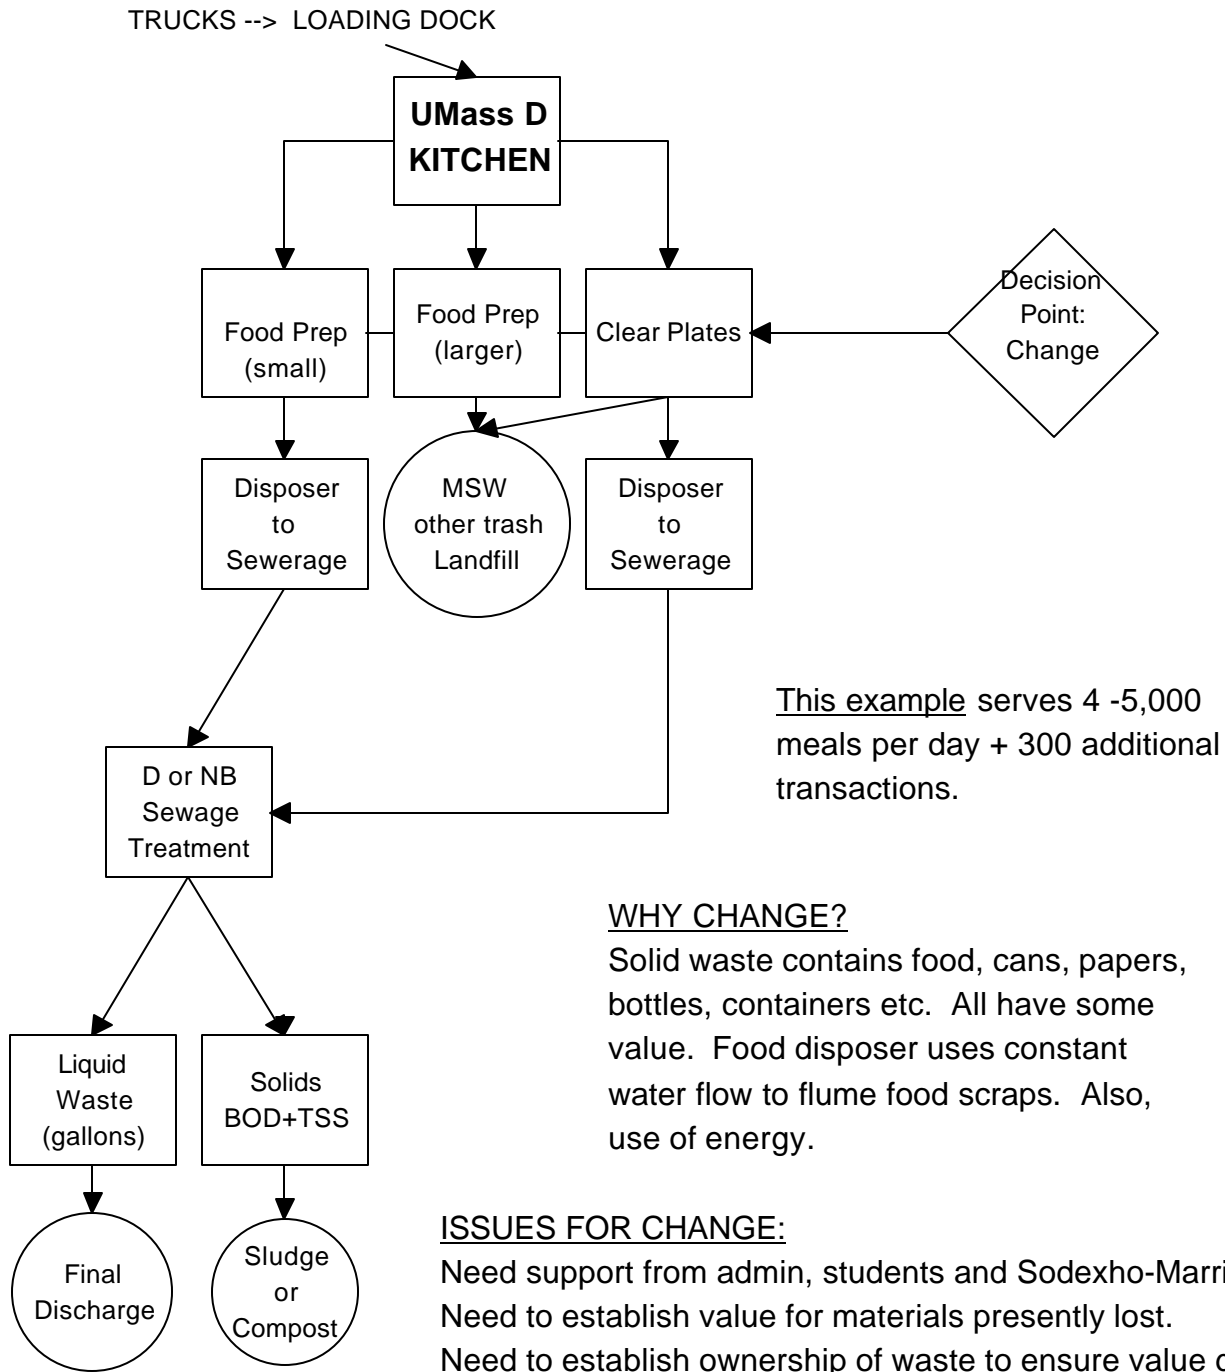 TRUCKS --> LOADING DOCK
UMass D
KITCHEN
Food Prep
(small)
Food Prep
(larger)
Clear Plates
Decision
Point:
Change
Disposer
to
Sewerage
MSW
other trash
Landfill
Disposer
to
Sewerage
This example serves 4 -5,000
meals per day + 300 additional
transactions.
D or NB
Sewage
Treatment
WHY CHANGE?
Solid waste contains food, cans, papers,
bottles, containers etc. All have some
value. Food disposer uses constant
water flow to flume food scraps. Also,
use of energy.
Liquid
Waste
(gallons)
Solids
BOD+TSS
Final
Discharge
Sludge
or
Compost
ISSUES FOR CHANGE:
Need support from admin, students and Sodexho-Marri
Need to establish value for materials presently lost.
Need to establish ownership of waste to ensure value